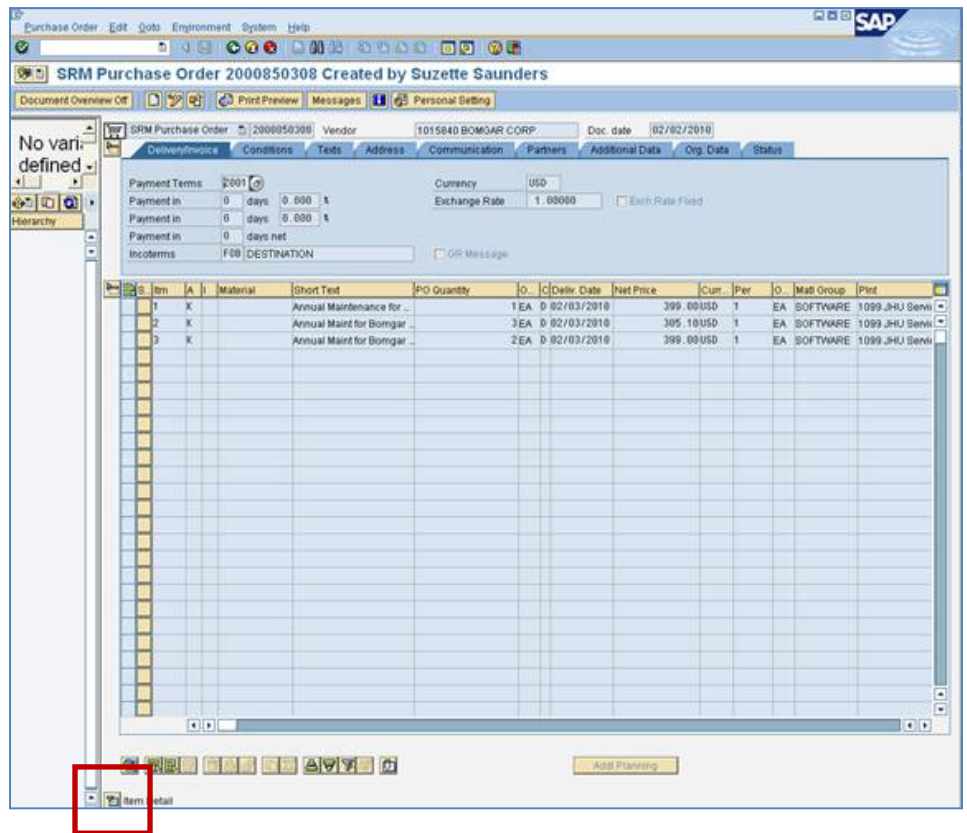 Purchase Order Edit Goto Environment System Help
SAP
SRM Purchase Order 2000850308 Created by Suzette Saunders
Document Overview Off Print Preview Messages Personal Setting
No vari
defined
Hierarchy
SRM Purchase Order 2000850308 Vendor 1015840 BOMGAR CORP Doc. date 02/02/2010
Delivery/Invoice Conditions Texts Address Communication Partners Additional Data Org. Data Status
Payment Terms Z001 Currency USD
Payment in 0 days 0.000 % Exchange Rate 1.00000 Exch.Rate Fixed
Payment in 0 days 0.000 %
Payment in 0 days net
Incoterms FOB DESTINATION GR Message
S.. Itm A I Material Short Text PO Quantity O.. C Deliv. Date Net Price Curr.. Per O.. Matl Group Plnt
1 K Annual Maintenance for .. 1 EA D 02/03/2010 399.00 USD 1 EA SOFTWARE 1099 JHU Servi
2 K Annual Maint for Bomgar .. 3 EA D 02/03/2010 305.10 USD 1 EA SOFTWARE 1099 JHU Servi
3 K Annual Maint for Bomgar .. 2 EA D 02/03/2010 399.00 USD 1 EA SOFTWARE 1099 JHU Servi
Addl Planning
Item Detail